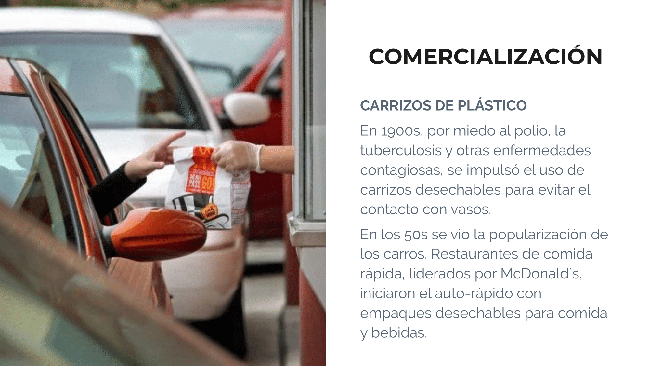 COMERCIALIZACIÓN
CARRIZOS DE PLÁSTICO
En 1900s, por miedo al polio, la
tuberculosis y otras enfermedades
contagiosas, se impulsó el uso de
carrizos desechables para evitar el
contacto con vasos.
En los 50s se vio la popularización de
los carros. Restaurantes de comida
rápida, liderados por McDonald's,
iniciaron el auto-rápido con
empaques desechables para comida
y bebidas.